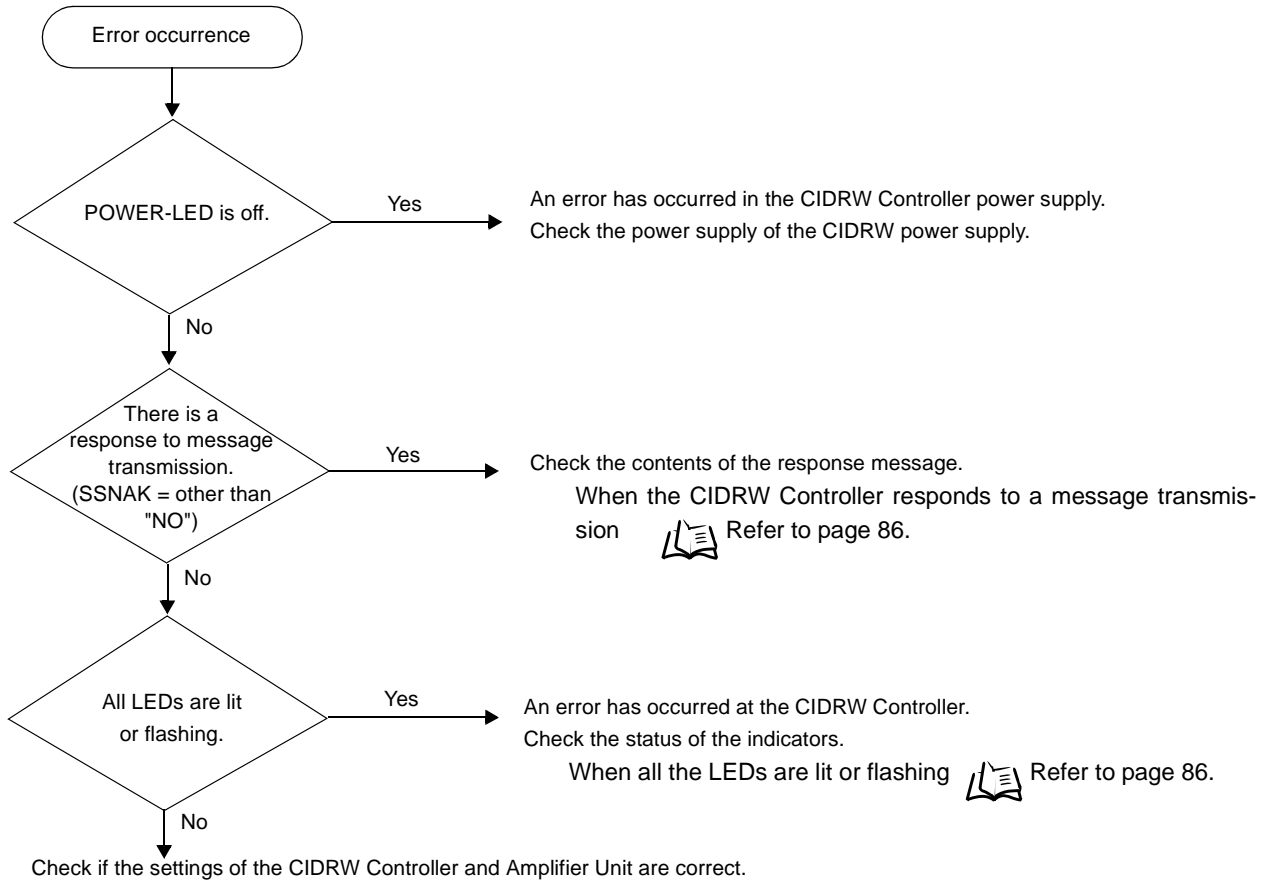 Error occurrence
POWER-LED is off.
Yes
An error has occurred in the CIDRW Controller power supply.
Check the power supply of the CIDRW power supply.
No
There is a
response to message
transmission.
(SSNAK = other than
"NO")
Yes
Check the contents of the response message.
When the CIDRW Controller responds to a message transmis-
sion Refer to page 86.
No
All LEDs are lit
or flashing.
Yes
An error has occurred at the CIDRW Controller.
Check the status of the indicators.
When all the LEDs are lit or flashing Refer to page 86.
No
Check if the settings of the CIDRW Controller and Amplifier Unit are correct.